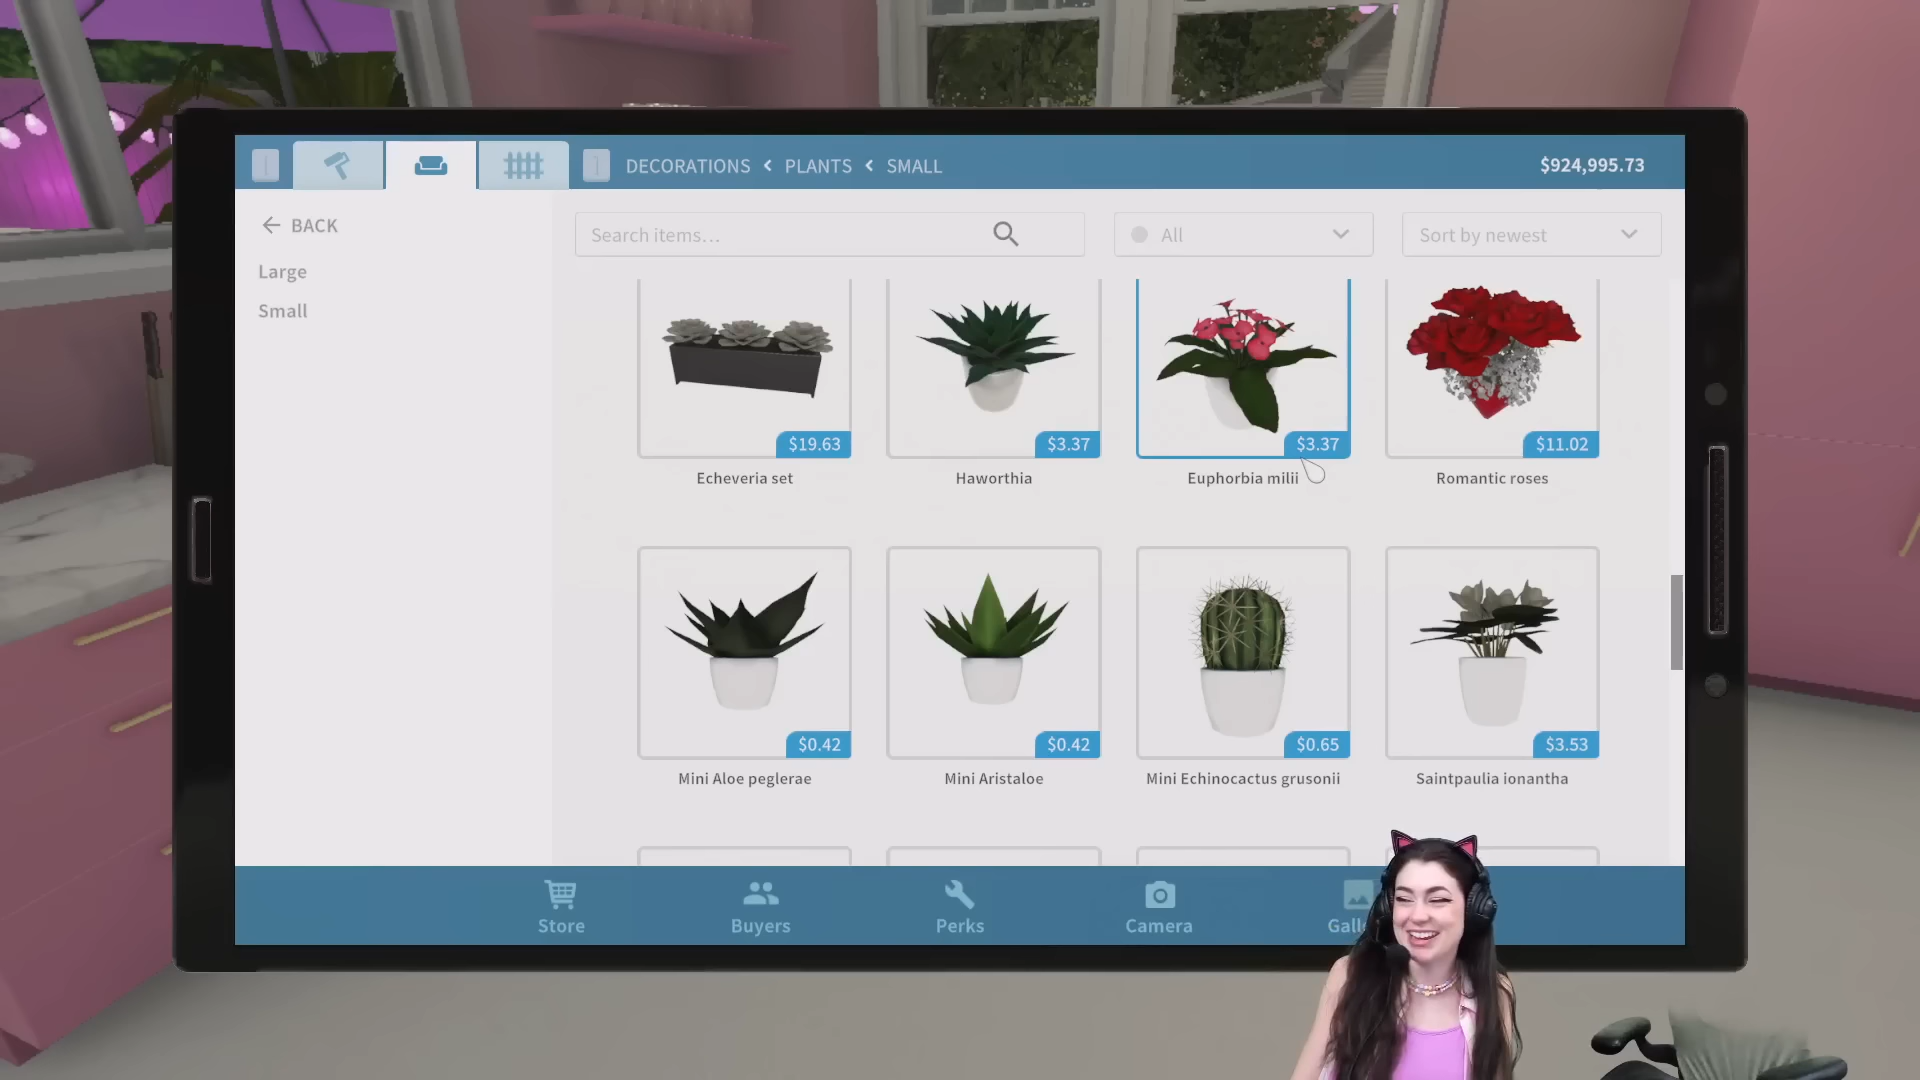 DECORATIONS < PLANTS < SMALL
$924,995.73
BACK
Search items...
All
Sort by newest
Large
Small
$19.63
$3.37
$3.37
$11.02
Echeveria set
Haworthia
Euphorbia milii
Romantic roses
$0.42
$0.42
$0.65
$3.53
Mini Aloe peglerae
Mini Aristaloe
Mini Echinocactus grusonii
Saintpaulia ionantha
Store
Buyers
Perks
Camera